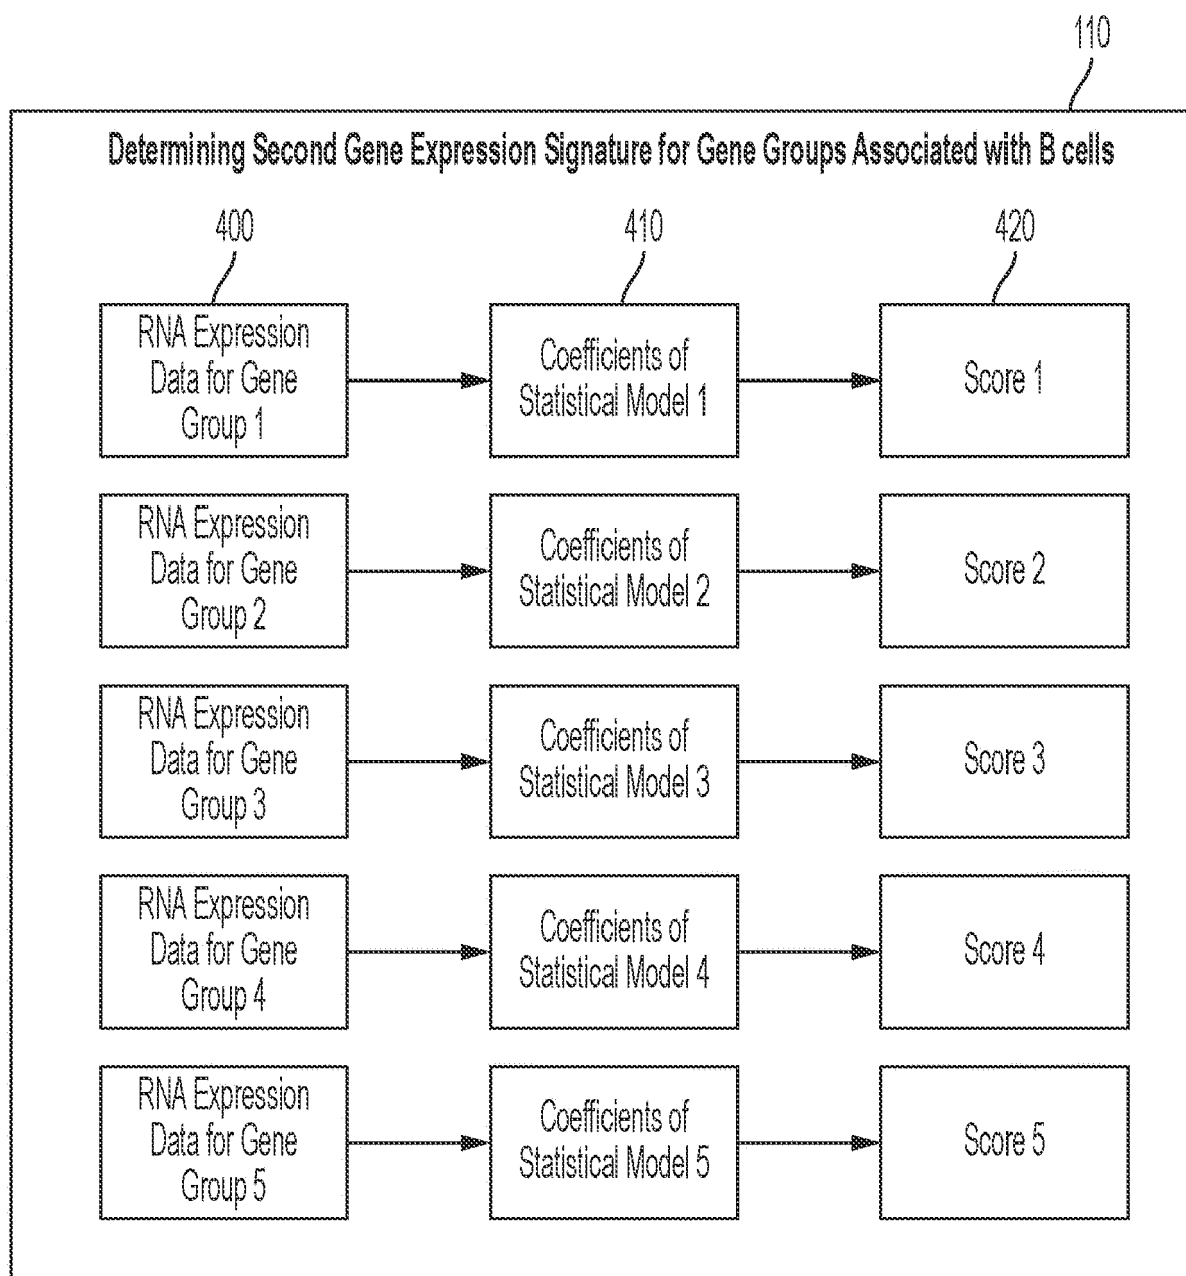 110
Determining Second Gene Expression Signature for Gene Groups Associated with B cells
400
410
420
RNA Expression
Data for Gene
Group 1
Coefficients of
Statistical Model 1
Score 1
RNA Expression
Data for Gene
Group 2
Coefficients of
Statistical Model 2
Score 2
RNA Expression
Data for Gene
Group 3
Coefficients of
Statistical Model 3
Score 3
RNA Expression
Data for Gene
Group 4
Coefficients of
Statistical Model 4
Score 4
RNA Expression
Data for Gene
Group 5
Coefficients of
Statistical Model 5
Score 5